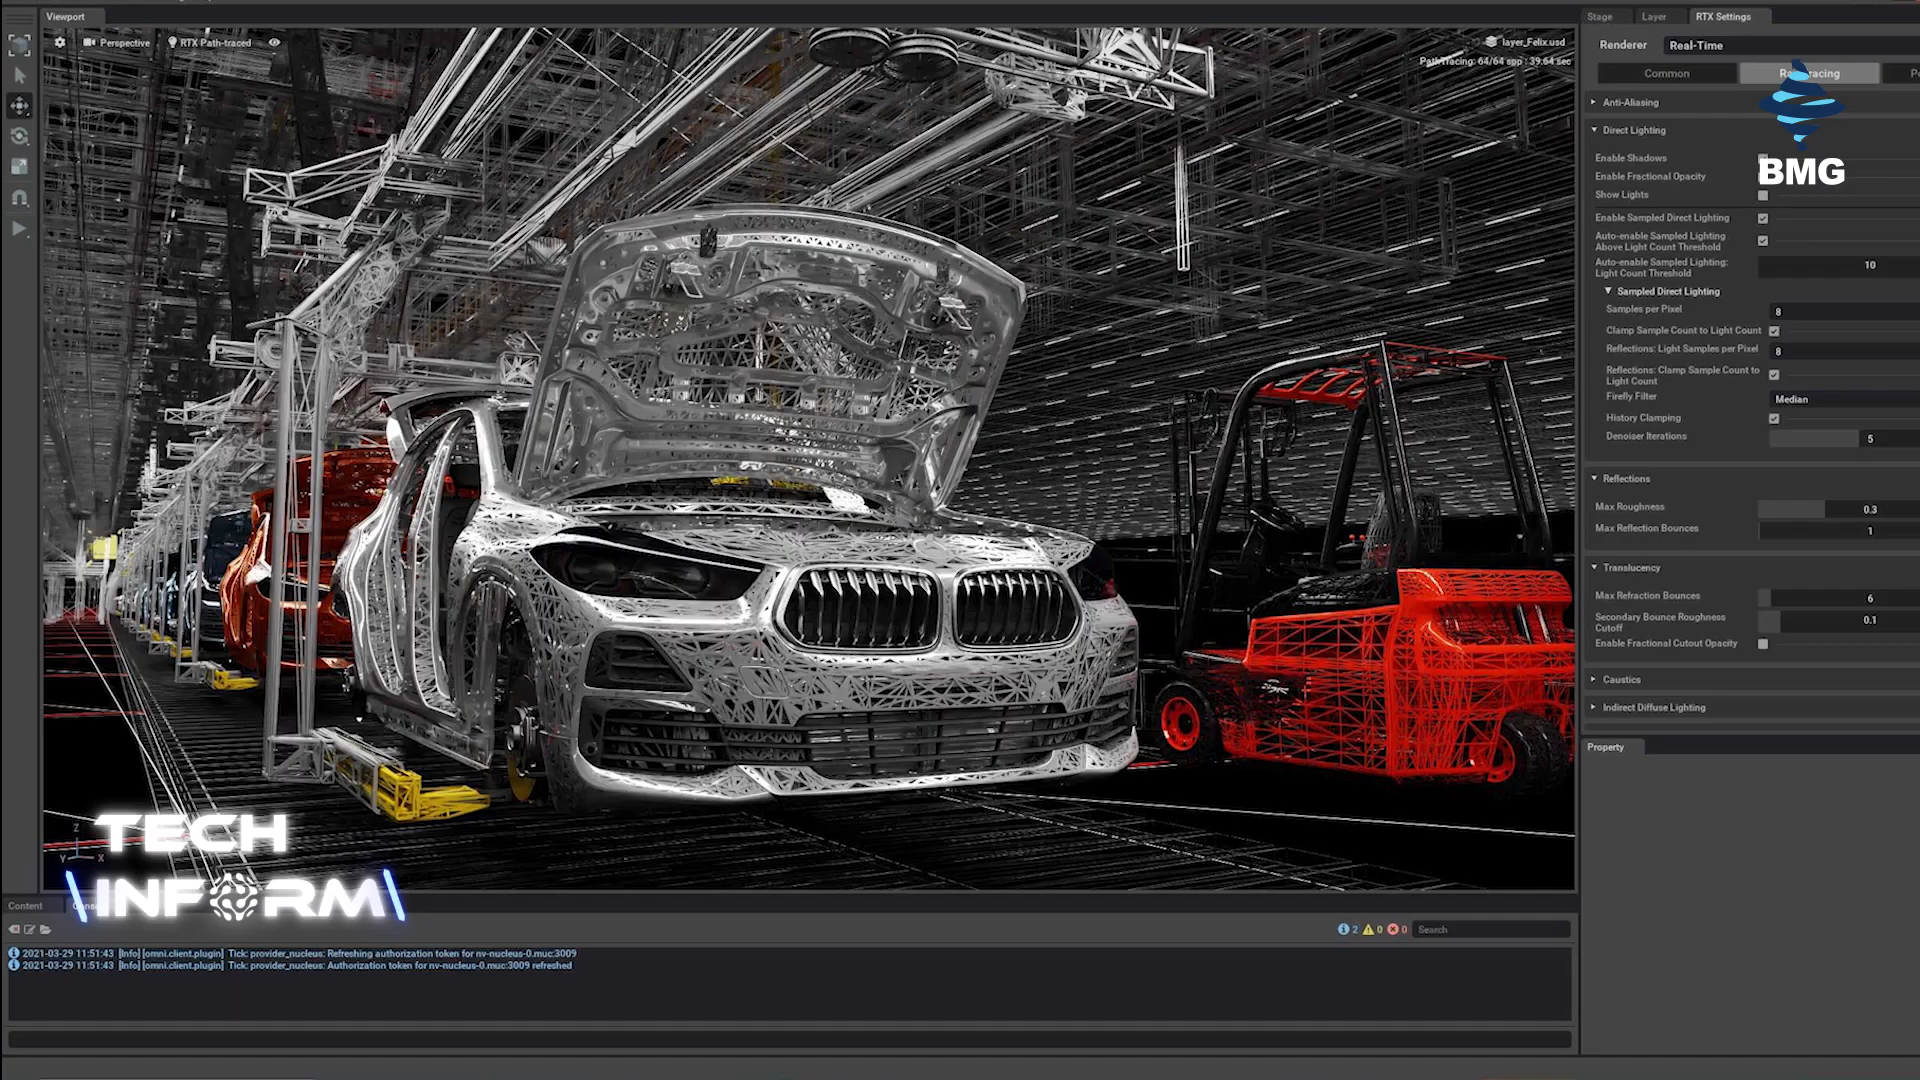 Viewport
Perspective
RTX Path-traced
layer_Felix.usd
PathTracing: 64/64 spp : 39.64 sec
Stage
Layer
RTX Settings
Renderer
Real-Time
Common
Anti-Aliasing
BMG
Direct Lighting
Enable Shadows
Enable Fractional Opacity
Show Lights
Enable Sampled Direct Lighting
Auto-enable Sampled Lighting
Above Light Count Threshold
Auto-enable Sampled Lighting:
Light Count Threshold
10
Sampled Direct Lighting
Samples per Pixel
8
Clamp Sample Count to Light Count
Reflections: Light Samples per Pixel
8
Reflections: Clamp Sample Count to
Light Count
Firefly Filter
Median
History Clamping
Denoiser Iterations
5
Reflections
Max Roughness
0.3
Max Reflection Bounces
1
Translucency
Max Refraction Bounces
6
Secondary Bounce Roughness
Cutoff
0.1
Enable Fractional Cutout Opacity
Caustics
Indirect Diffuse Lighting
Property
Z
Y
X
TECH
\INFORM\
Content
2
0
0
Search
2021-03-29 11:51:43 [Info] [omni.client.plugin] Tick: provider_nucleus: Refreshing authorization token for nv-nucleus-0.muc:3009
2021-03-29 11:51:43 [Info] [omni.client.plugin] Tick: provider_nucleus: Authorization token for nv-nucleus-0.muc:3009 refreshed